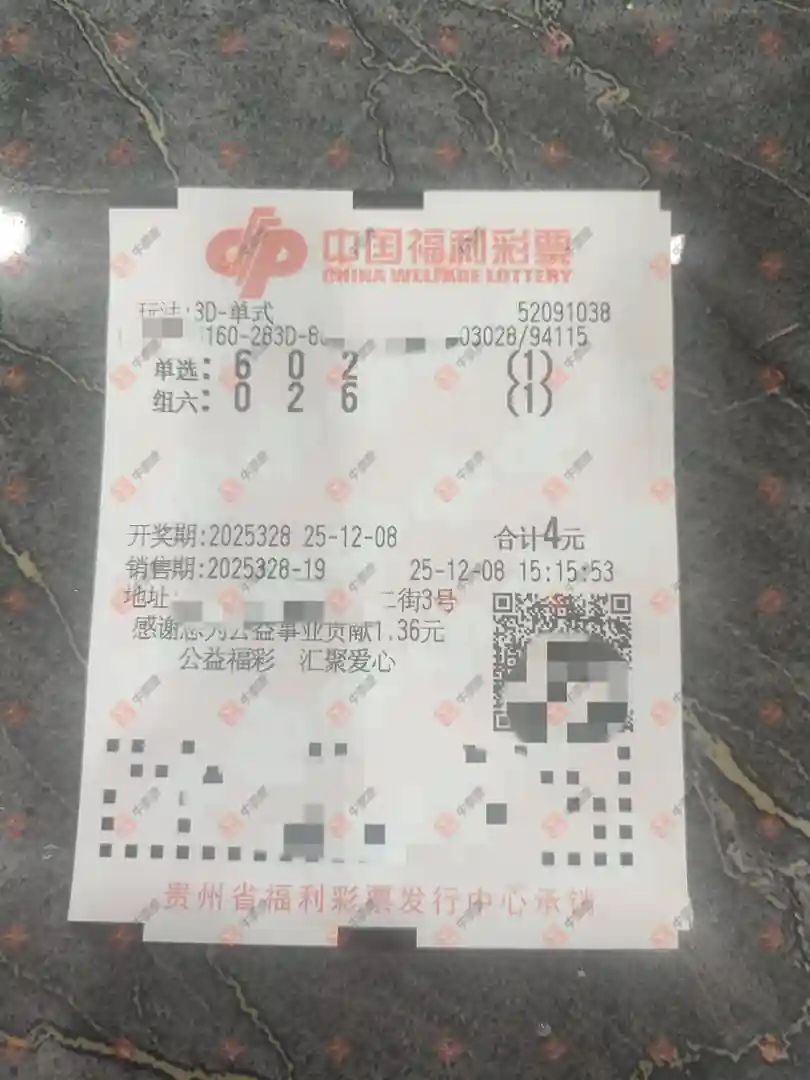 中国福利彩票
CHINA WELFARE LOTTERY
玩法:3D-单式 52091038
160-263D-8 03028/94115
单选: 6 0 2 (1)
组六: 0 2 6 (1)
开奖期:2025328 25-12-08 合计4元
销售期:2025328-19 25-12-08 15:15:53
地址 二街3号
感谢您为公益事业贡献1.36元
公益福彩 汇聚爱心
贵州省福利彩票发行中心承销